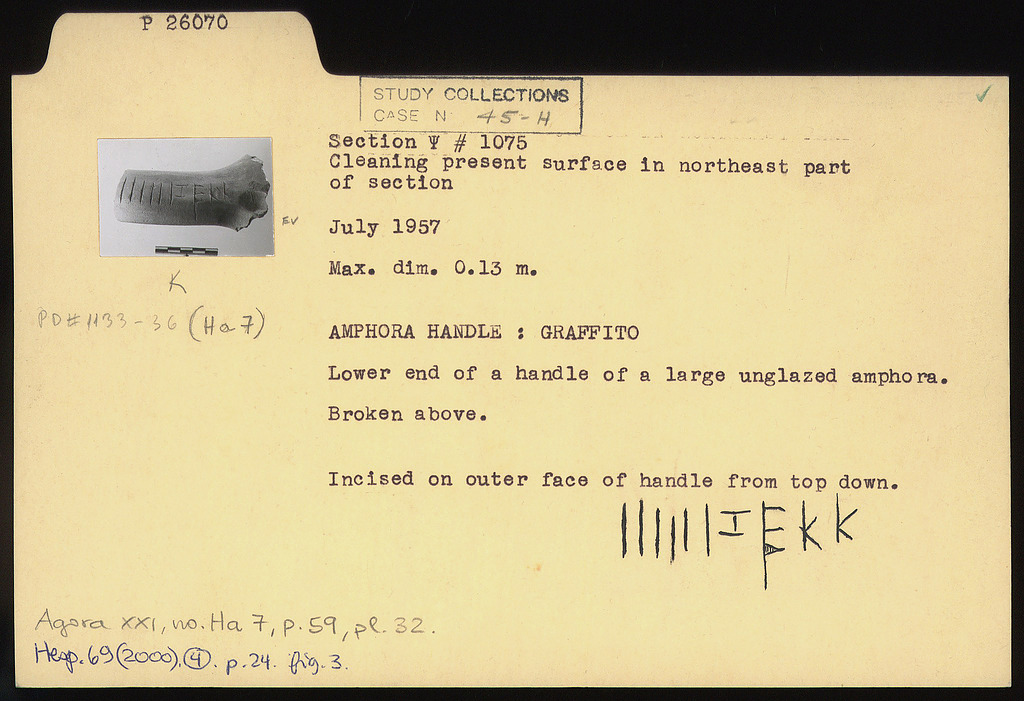 P 26070
STUDY COLLECTIONS
CASE N 45-H
Section Ψ # 1075
Cleaning present surface in northeast part
of section
EV
July 1957
Max. dim. 0.13 m.
K
PD# 1133-36 (Ha 7)
AMPHORA HANDLE : GRAFFITO
Lower end of a handle of a large unglazed amphora.
Broken above.
Incised on outer face of handle from top down.
||||||| I E K K
Agora XXI, no. Ha 7, p. 59, pl. 32.
Hesp. 69 (2000), 4. p. 24. fig. 3.